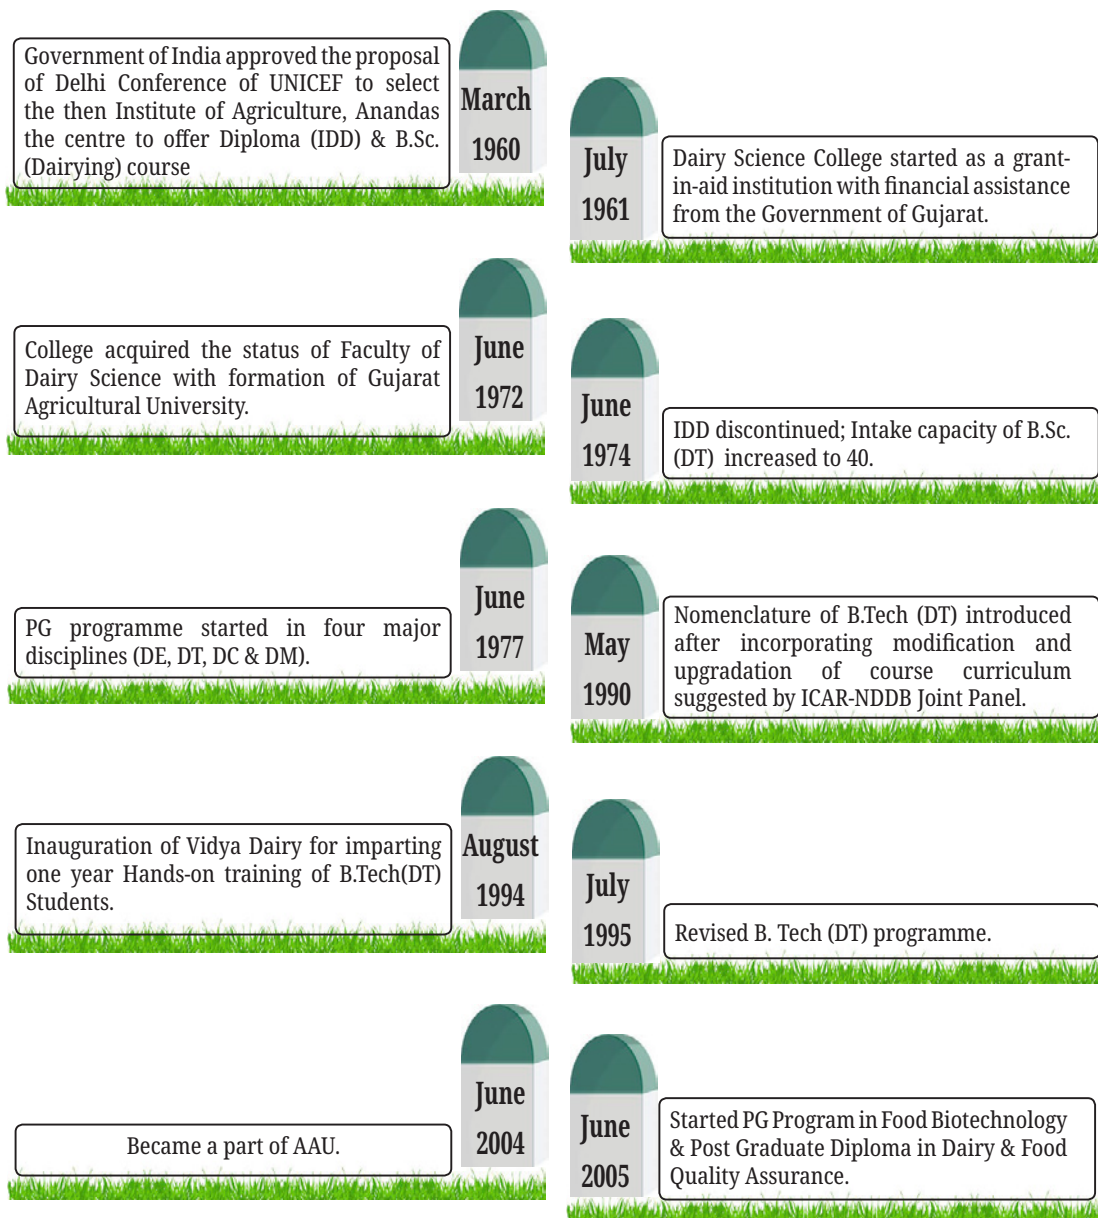 Government of India approved the proposal
of Delhi Conference of UNICEF to select
the then Institute of Agriculture, Anandas
the centre to offer Diploma (IDD) & B.Sc.
(Dairying) course
March
1960
July
1961
Dairy Science College started as a grant-
in-aid institution with financial assistance
from the Government of Gujarat.
College acquired the status of Faculty of
Dairy Science with formation of Gujarat
Agricultural University.
June
1972
June
1974
IDD discontinued; Intake capacity of B.Sc.
(DT) increased to 40.
PG programme started in four major
disciplines (DE, DT, DC & DM).
June
1977
May
1990
Nomenclature of B.Tech (DT) introduced
after incorporating modification and
upgradation of course curriculum
suggested by ICAR-NDDB Joint Panel.
Inauguration of Vidya Dairy for imparting
one year Hands-on training of B.Tech(DT)
Students.
August
1994
July
1995
Revised B. Tech (DT) programme.
Became a part of AAU.
June
2004
June
2005
Started PG Program in Food Biotechnology
& Post Graduate Diploma in Dairy & Food
Quality Assurance.